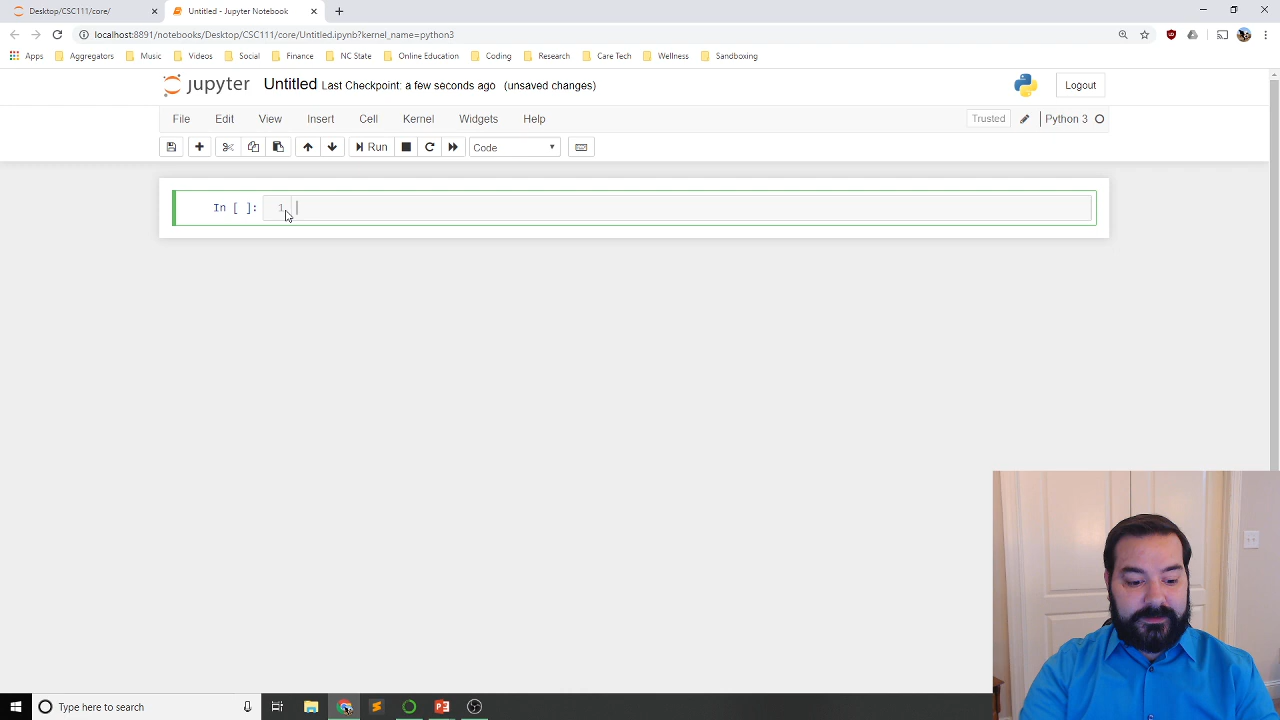 Desktop/CSC111/core/
Untitled - Jupyter Notebook
localhost:8891/notebooks/Desktop/CSC111/core/Untitled.ipynb?kernel_name=python3
Apps Aggregators Music Videos Social Finance NC State Online Education Coding Research Care Tech Wellness Sandboxing
jupyter Untitled Last Checkpoint: a few seconds ago (unsaved changes) Logout
File Edit View Insert Cell Kernel Widgets Help Trusted Python 3
Run Code
In [ ]: 1
Type here to search